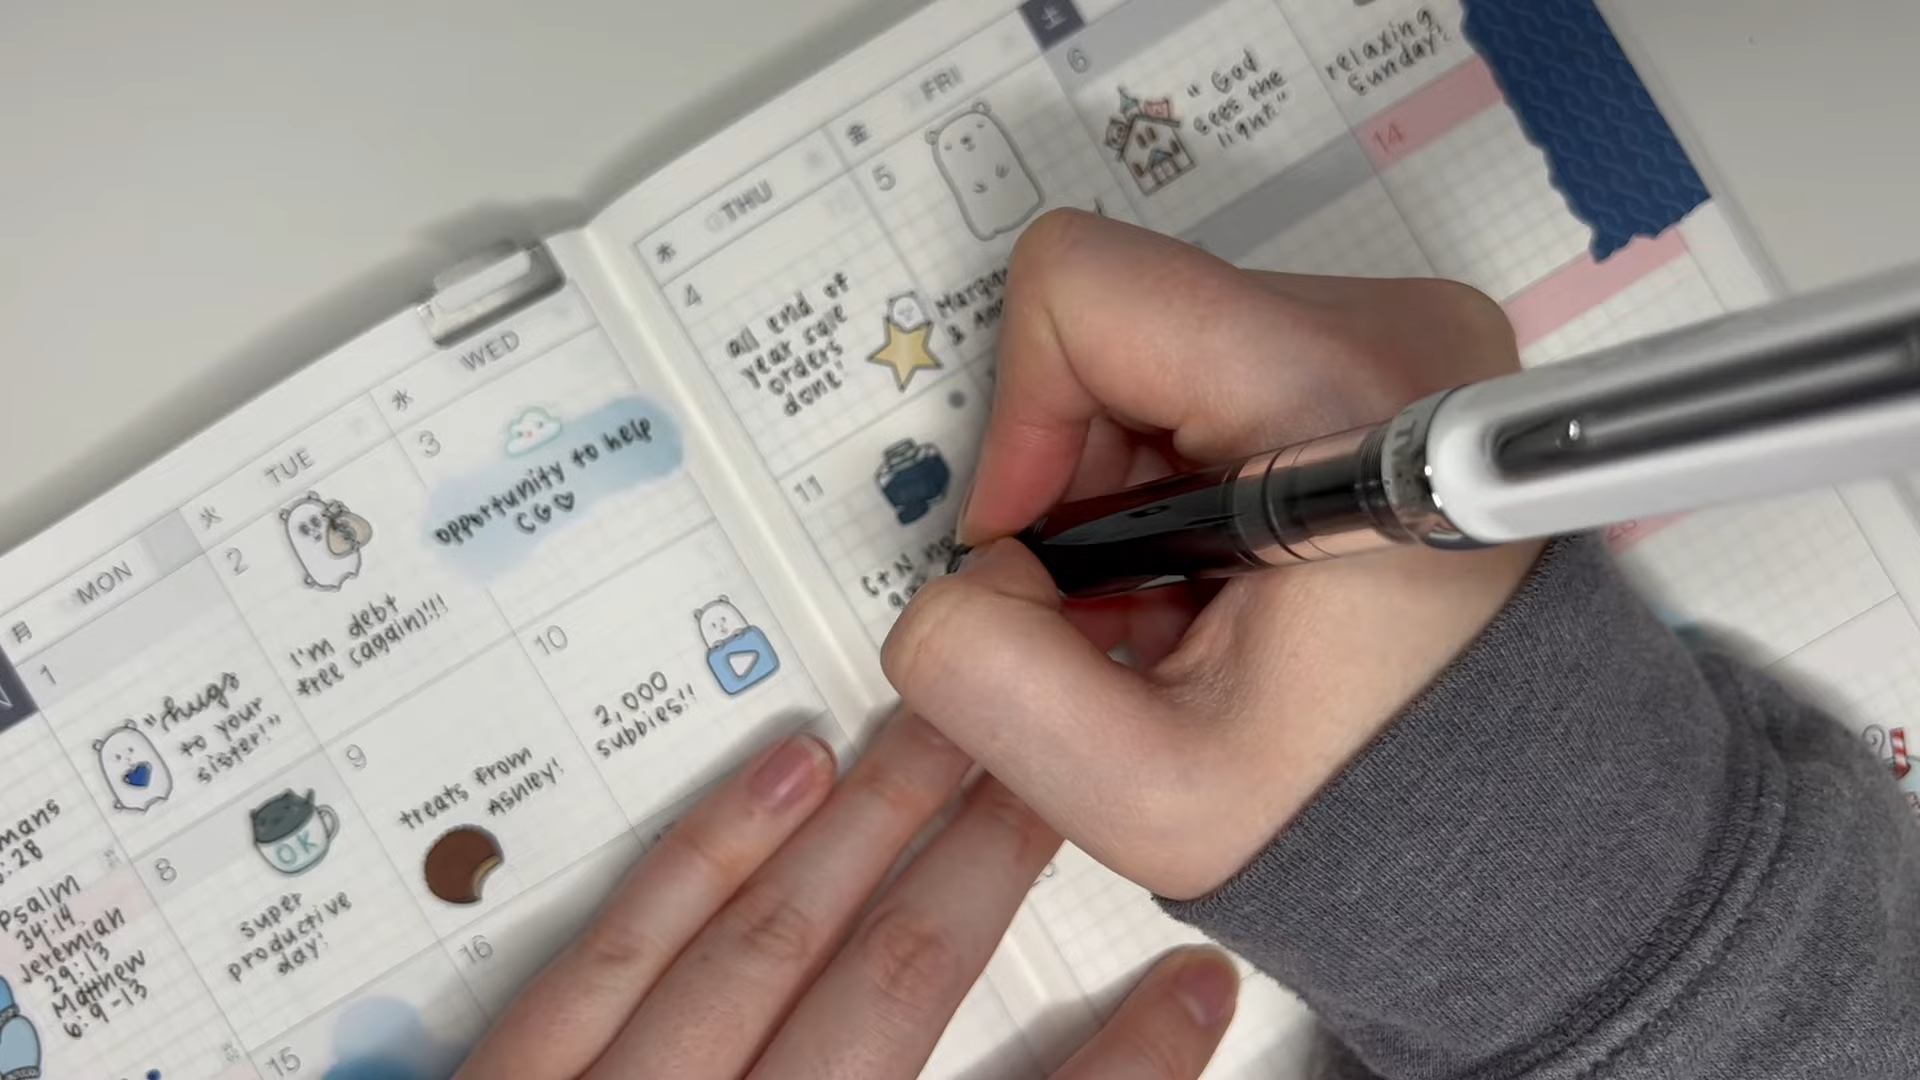 月
MON
火
TUE
水
WED
木
THU
金
FRI
土
1
"hugs
to your
sister!"
2
I'm debt
free (again)!!!
3
opportunity to help
CG♡
4
all end of
year sale
orders
done!
5
&
6
"God
sees the
light."
relaxing
Sunday!
mans
:28
Psalm
34:14
Jeremiah
29:13
Matthew
6:9-13
8
OK
super
productive
day!
9
treats from
Ashley!
10
2,000
subbies!!
11
C+N
14
15
16